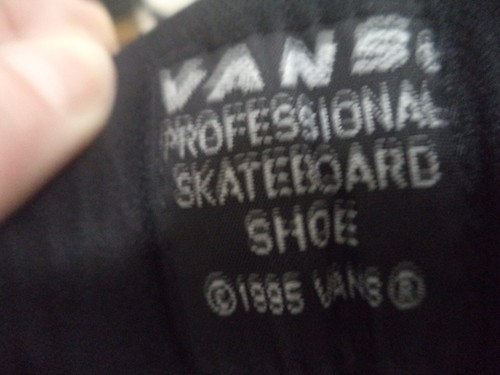 VANS®
PROFESSIONAL
SKATEBOARD
SHOE
©1995 VANS®